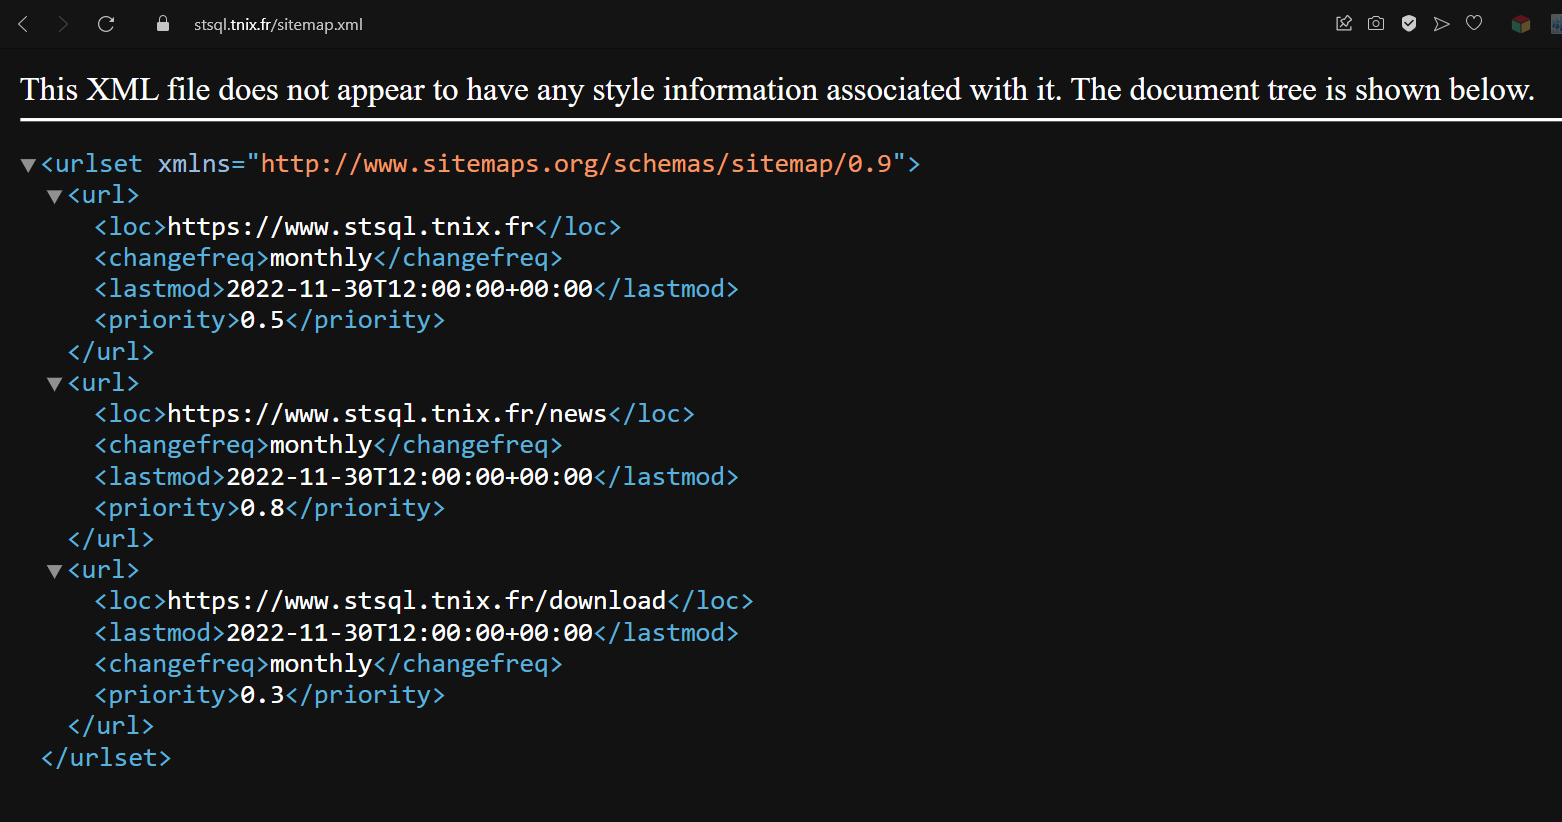 stsql.tnix.fr/sitemap.xml
This XML file does not appear to have any style information associated with it. The document tree is shown below.
<urlset xmlns="http://www.sitemaps.org/schemas/sitemap/0.9">
<url>
<loc>https://www.stsql.tnix.fr</loc>
<changefreq>monthly</changefreq>
<lastmod>2022-11-30T12:00:00+00:00</lastmod>
<priority>0.5</priority>
</url>
<url>
<loc>https://www.stsql.tnix.fr/news</loc>
<changefreq>monthly</changefreq>
<lastmod>2022-11-30T12:00:00+00:00</lastmod>
<priority>0.8</priority>
</url>
<url>
<loc>https://www.stsql.tnix.fr/download</loc>
<lastmod>2022-11-30T12:00:00+00:00</lastmod>
<changefreq>monthly</changefreq>
<priority>0.3</priority>
</url>
</urlset>